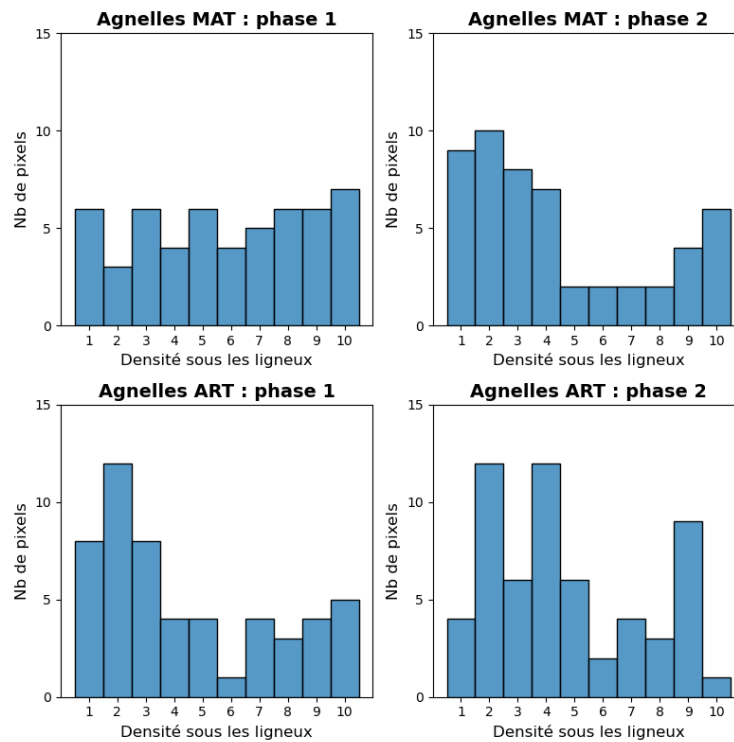 Agnelles MAT : phase 1
15
10
5
0
Nb de pixels
1 2 3 4 5 6 7 8 9 10
Densité sous les ligneux
Agnelles MAT : phase 2
15
10
5
0
Nb de pixels
1 2 3 4 5 6 7 8 9 10
Densité sous les ligneux
Agnelles ART : phase 1
15
10
5
0
Nb de pixels
1 2 3 4 5 6 7 8 9 10
Densité sous les ligneux
Agnelles ART : phase 2
15
10
5
0
Nb de pixels
1 2 3 4 5 6 7 8 9 10
Densité sous les ligneux